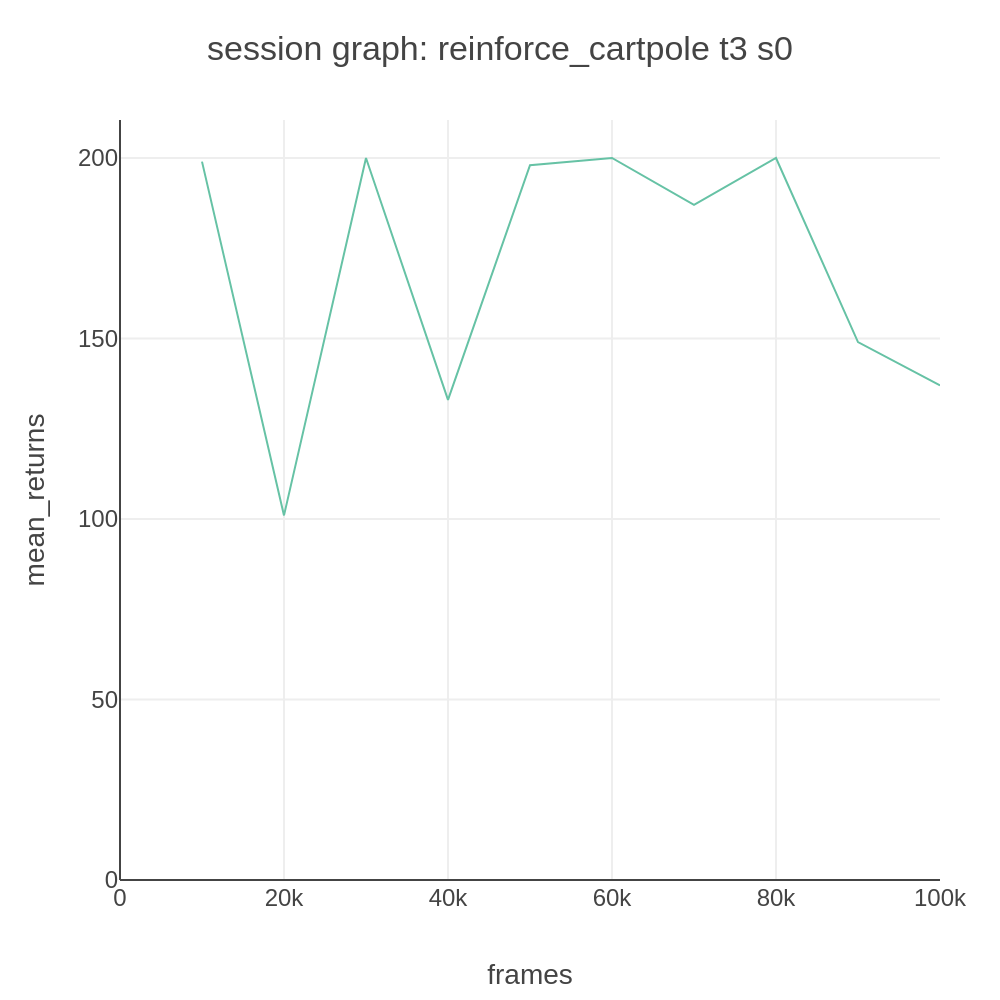 session graph: reinforce_cartpole t3 s0
mean_returns
200
150
100
50
0
0 20k 40k 60k 80k 100k
frames